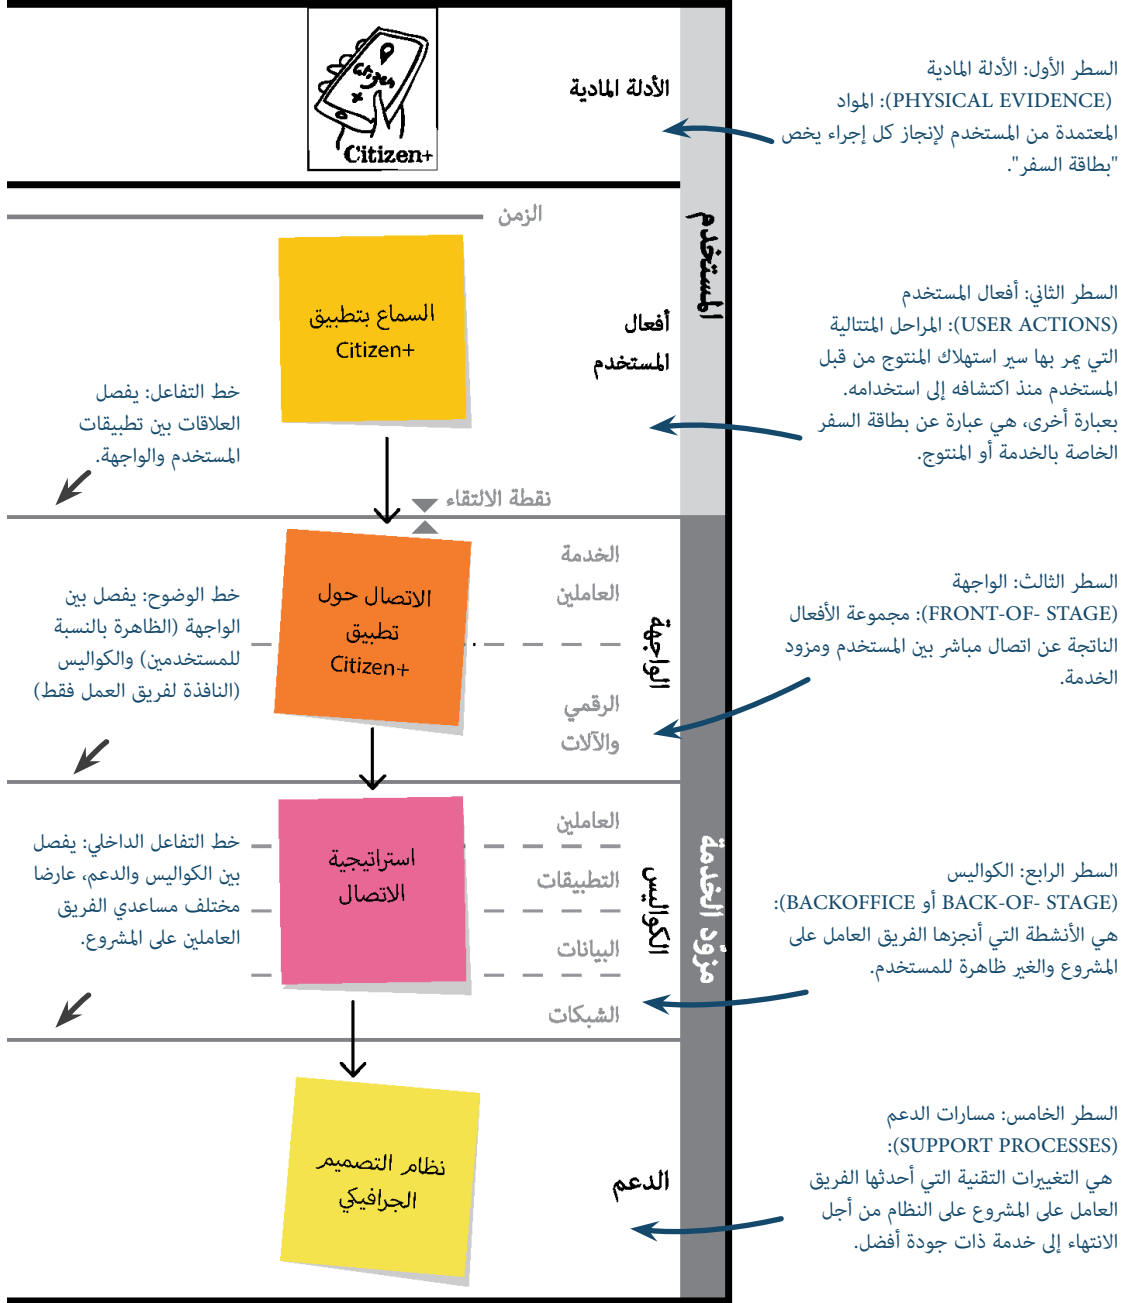 السطر الأول: الأدلة المادية
(PHYSICAL EVIDENCE): المواد
المعتمدة من المستخدم لإنجاز كل إجراء يخص
"بطاقة السفر".
Citizen
+
Citizen+
الأدلة المادية
المستخدم
الزمن
السماع بتطبيق
Citizen+
أفعال
المستخدم
السطر الثاني: أفعال المستخدم
(USER ACTIONS): المراحل المتتالية
التي يمر بها سير استهلاك المنتوج من قبل
المستخدم منذ اكتشافه إلى استخدامه.
بعبارة أخرى، هي عبارة عن بطاقة السفر
الخاصة بالخدمة أو المنتوج.
خط التفاعل: يفصل
العلاقات بين تطبيقات
المستخدم والواجهة.
نقطة الالتقاء
مزوّد الخدمة
الواجهة
الخدمة
العاملين
الرقمي
والآلات
الاتصال حول
تطبيق
Citizen+
خط الوضوح: يفصل بين
الواجهة (الظاهرة بالنسبة
للمستخدمين) والكواليس
(النافذة لفريق العمل فقط)
السطر الثالث: الواجهة
(FRONT-OF- STAGE): مجموعة الأفعال
الناتجة عن اتصال مباشر بين المستخدم ومزود
الخدمة.
الكواليس
العاملين
التطبيقات
البيانات
الشبكات
استراتيجية
الاتصال
خط التفاعل الداخلي: يفصل
بين الكواليس والدعم، عارضا
مختلف مساعدي الفريق
العاملين على المشروع.
السطر الرابع: الكواليس
(BACK-OF- STAGE أو BACKOFFICE):
هي الأنشطة التي أنجزها الفريق العامل على
المشروع والغير ظاهرة للمستخدم.
الدعم
نظام التصميم
الجرافيكي
السطر الخامس: مسارات الدعم
(SUPPORT PROCESSES):
هي التغييرات التقنية التي أحدثها الفريق
العامل على المشروع على النظام من أجل
الانتهاء إلى خدمة ذات جودة أفضل.